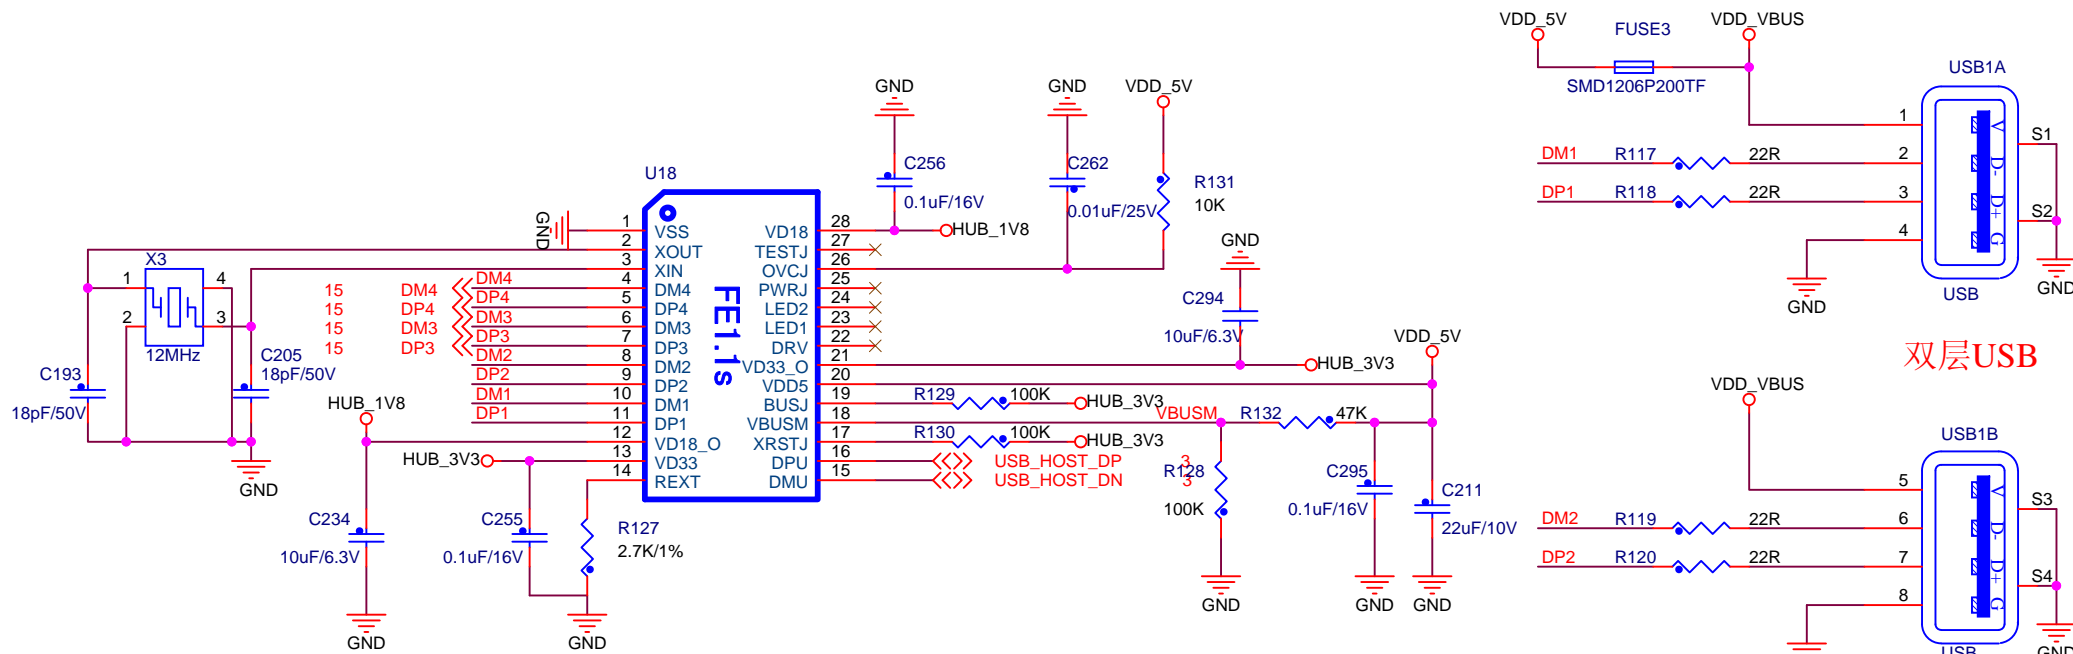 VDD_5V
FUSE3
VDD_VBUS
SMD1206P200TF
USB1A
1
V
S1
DM1
R117
22R
2
D-
DP1
R118
22R
3
D+
S2
4
G
GND
USB
GND
双层USB
VDD_VBUS
USB1B
5
V
S3
DM2
R119
22R
6
D-
DP2
R120
22R
7
D+
S4
8
G
USB
GND
GND
GND
VDD_5V
C256
0.1uF/16V
C262
0.01uF/25V
R131
10K
HUB_1V8
U18
FE1.1s
GND
1
VSS
2
XOUT
3
XIN
4
DM4
5
DP4
6
DM3
7
DP3
8
DM2
9
DP2
10
DM1
11
DP1
12
VD18_O
13
VD33
14
REXT
28
VD18
27
TESTJ
26
OVCJ
25
PWRJ
24
LED2
23
LED1
22
DRV
21
VD33_O
20
VDD5
19
BUSJ
18
VBUSM
17
XRSTJ
16
DPU
15
DMU
X3
1
4
2
3
12MHz
C193
18pF/50V
C205
18pF/50V
GND
15 DM4
15 DP4
15 DM3
15 DP3
DM4
DP4
DM3
DP3
DM2
DP2
DM1
DP1
HUB_1V8
HUB_3V3
C234
10uF/6.3V
GND
C255
0.1uF/16V
R127
2.7K/1%
GND
GND
C294
10uF/6.3V
HUB_3V3
VDD_5V
R129
100K
HUB_3V3
VBUSM
R132
47K
R130
100K
HUB_3V3
USB_HOST_DP
3
USB_HOST_DN
3
R128
100K
GND
C295
0.1uF/16V
GND
C211
22uF/10V
GND